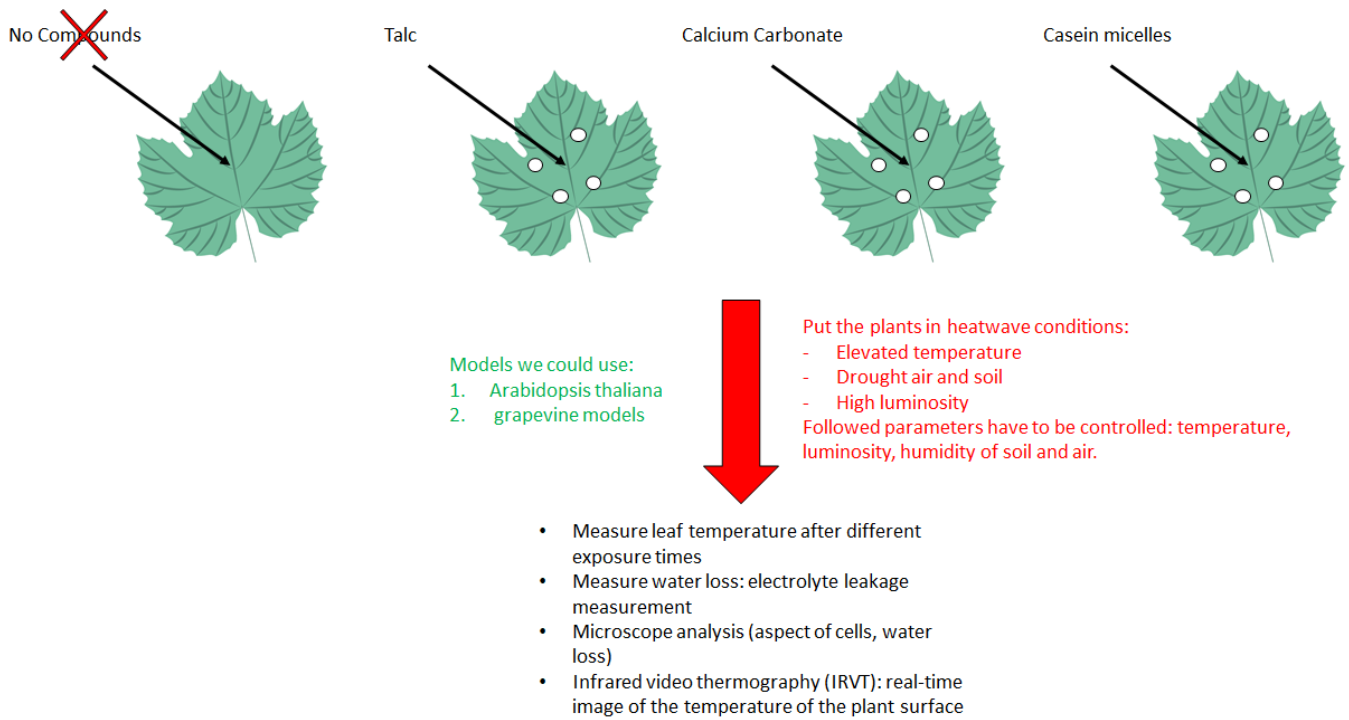 No Compounds
Talc
Calcium Carbonate
Casein micelles
Models we could use:
1. Arabidopsis thaliana
2. grapevine models
Put the plants in heatwave conditions:
- Elevated temperature
- Drought air and soil
- High luminosity
Followed parameters have to be controlled: temperature,
luminosity, humidity of soil and air.
• Measure leaf temperature after different
exposure times
• Measure water loss: electrolyte leakage
measurement
• Microscope analysis (aspect of cells, water
loss)
• Infrared video thermography (IRVT): real-time
image of the temperature of the plant surface